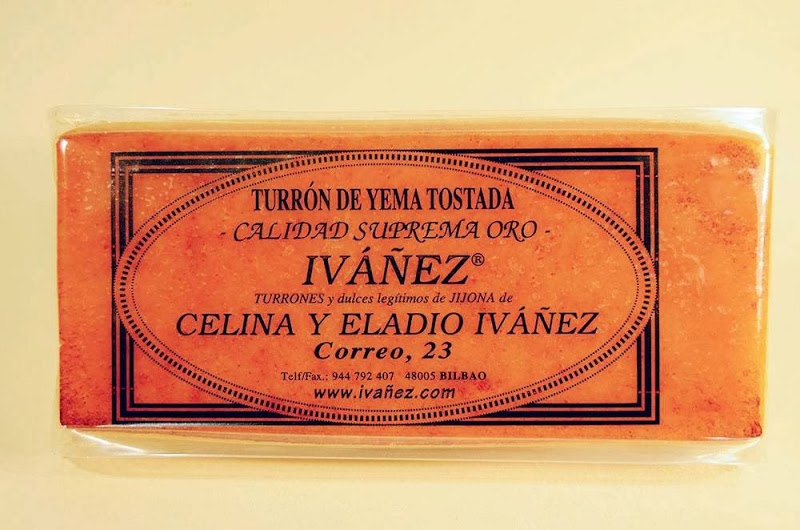 TURRÓN DE YEMA TOSTADA
- CALIDAD SUPREMA ORO -
IVÁÑEZ®
TURRONES y dulces legítimos de JIJONA de
CELINA Y ELADIO IVÁÑEZ
Correo, 23
Telf/Fax.: 944 792 407 48005 BILBAO
www.ivañez.com